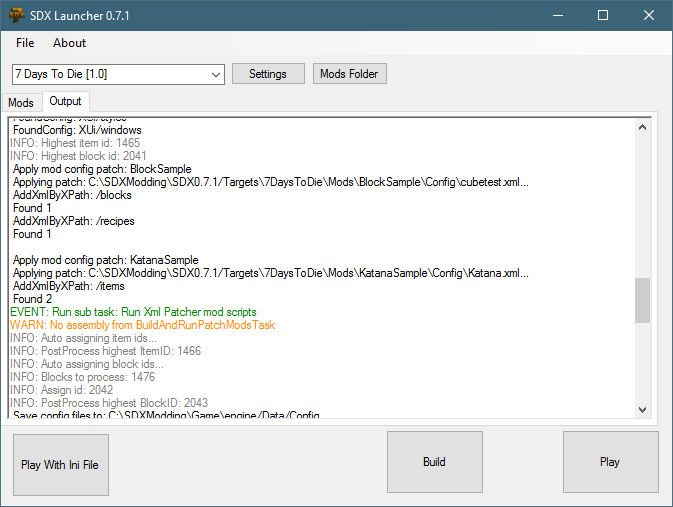 SDX Launcher 0.7.1
File About
7 Days To Die [1.0] Settings Mods Folder
Mods Output
FoundConfig: XUi/styles
FoundConfig: XUi/windows
INFO: Highest item id: 1465
INFO: Highest block id: 2041
Apply mod config patch: BlockSample
Applying patch: C:\SDXModding\SDX0.7.1/Targets\7DaysToDie\Mods\BlockSample\Config\cubetest.xml...
AddXmlByXPath: /blocks
Found 1
AddXmlByXPath: /recipes
Found 1
Apply mod config patch: KatanaSample
Applying patch: C:\SDXModding\SDX0.7.1/Targets\7DaysToDie\Mods\KatanaSample\Config\Katana.xml...
AddXmlByXPath: /items
Found 2
EVENT: Run sub task: Run Xml Patcher mod scripts
WARN: No assembly from BuildAndRunPatchModsTask
INFO: Auto assigning item ids...
INFO: PostProcess highest ItemID: 1466
INFO: Auto assigning block ids...
INFO: Blocks to process: 1476
INFO: Assign id: 2042
INFO: PostProcess highest BlockID: 2043
Save config files to: C:\SDXModding\Game\engine/Data/Config
Play With Ini File Build Play